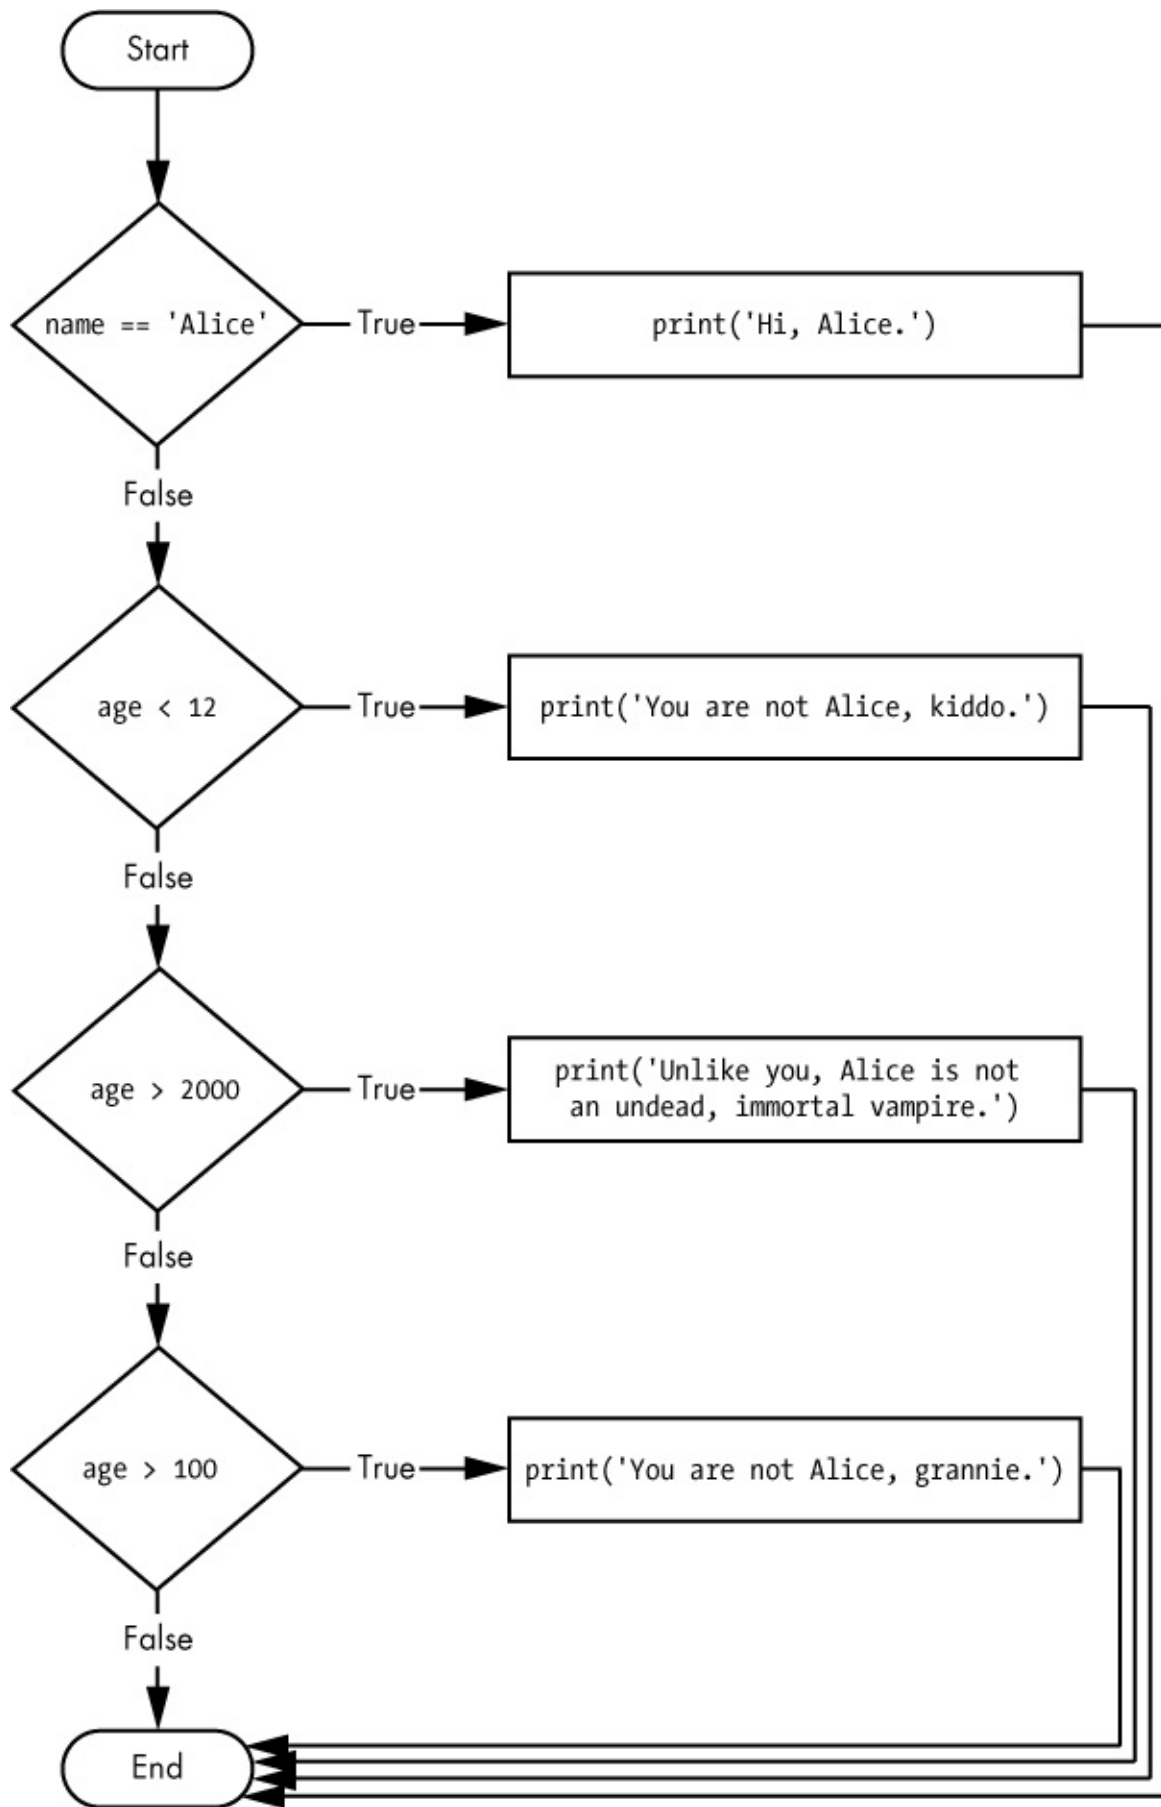 Start
name == 'Alice'
True
print('Hi, Alice.')
False
age < 12
True
print('You are not Alice, kiddo.')
False
age > 2000
True
print('Unlike you, Alice is not
an undead, immortal vampire.')
False
age > 100
True
print('You are not Alice, grannie.')
False
End